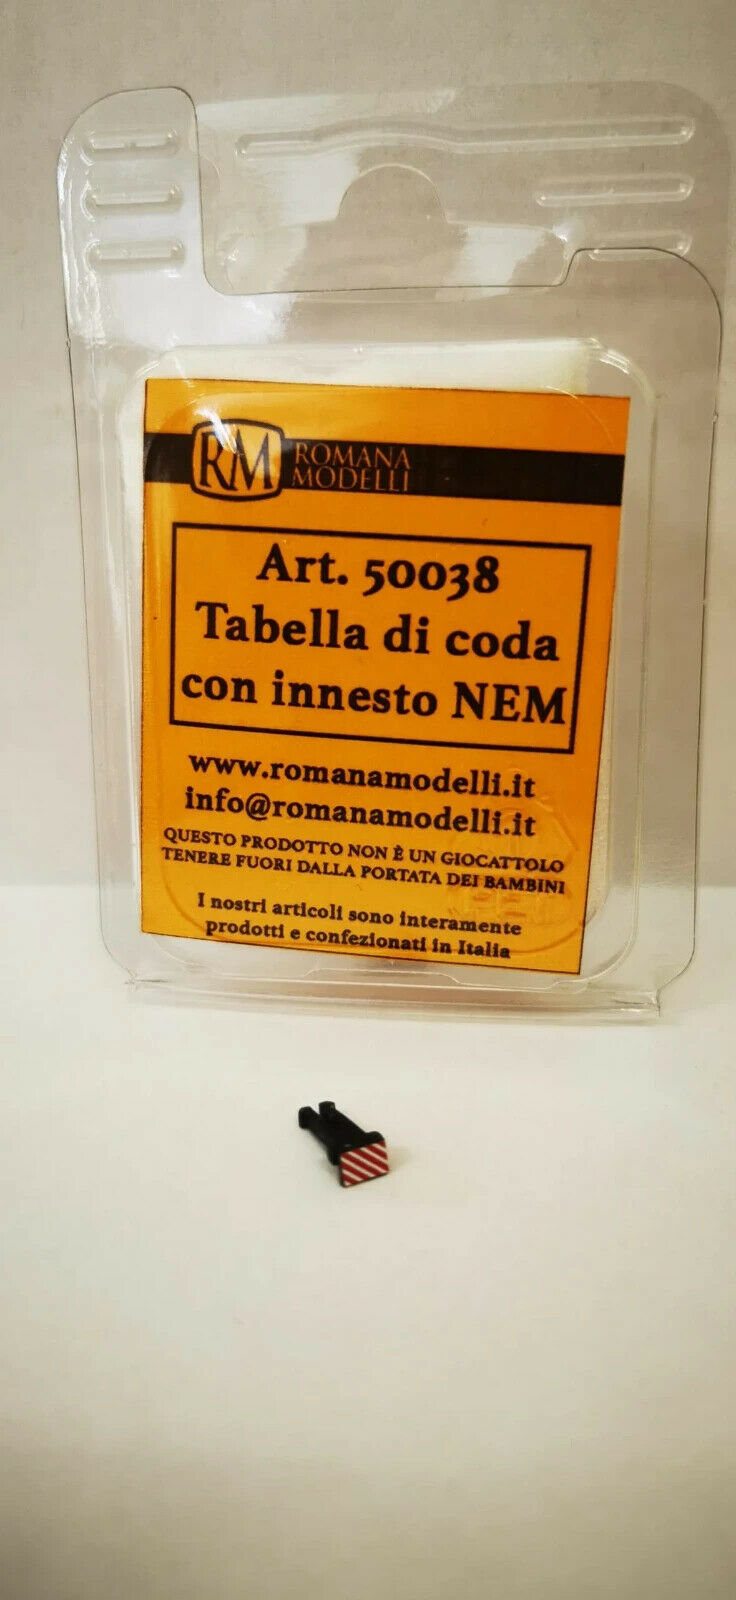 RM ROMANA
MODELLI
Art. 50038
Tabella di coda
con innesto NEM
www.romanamodelli.it
info@romanamodelli.it
QUESTO PRODOTTO NON È UN GIOCATTOLO
TENERE FUORI DALLA PORTATA DEI BAMBINI
I nostri articoli sono interamente
prodotti e confezionati in Italia